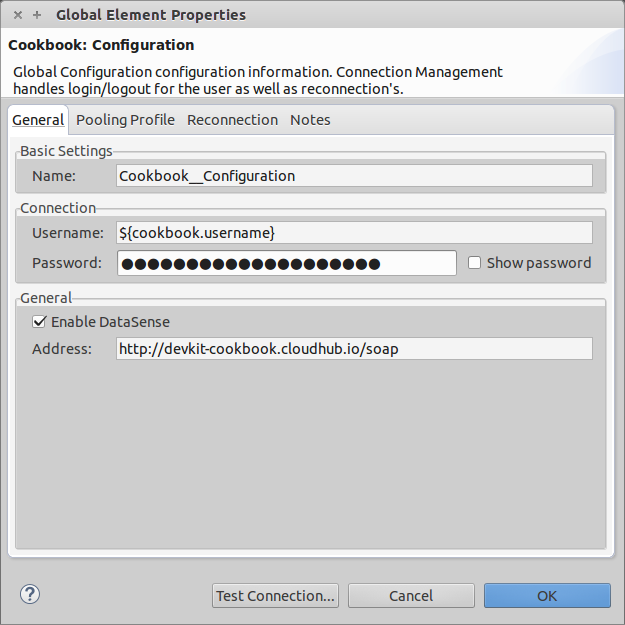 Global Element Properties
Cookbook: Configuration
Global Configuration configuration information. Connection Management
handles login/logout for the user as well as reconnection's.
General Pooling Profile Reconnection Notes
Basic Settings
Name: Cookbook__Configuration
Connection
Username: ${cookbook.username}
Password: ●●●●●●●●●●●●●●●●●●●● Show password
General
Enable DataSense
Address: http://devkit-cookbook.cloudhub.io/soap
? Test Connection... Cancel OK